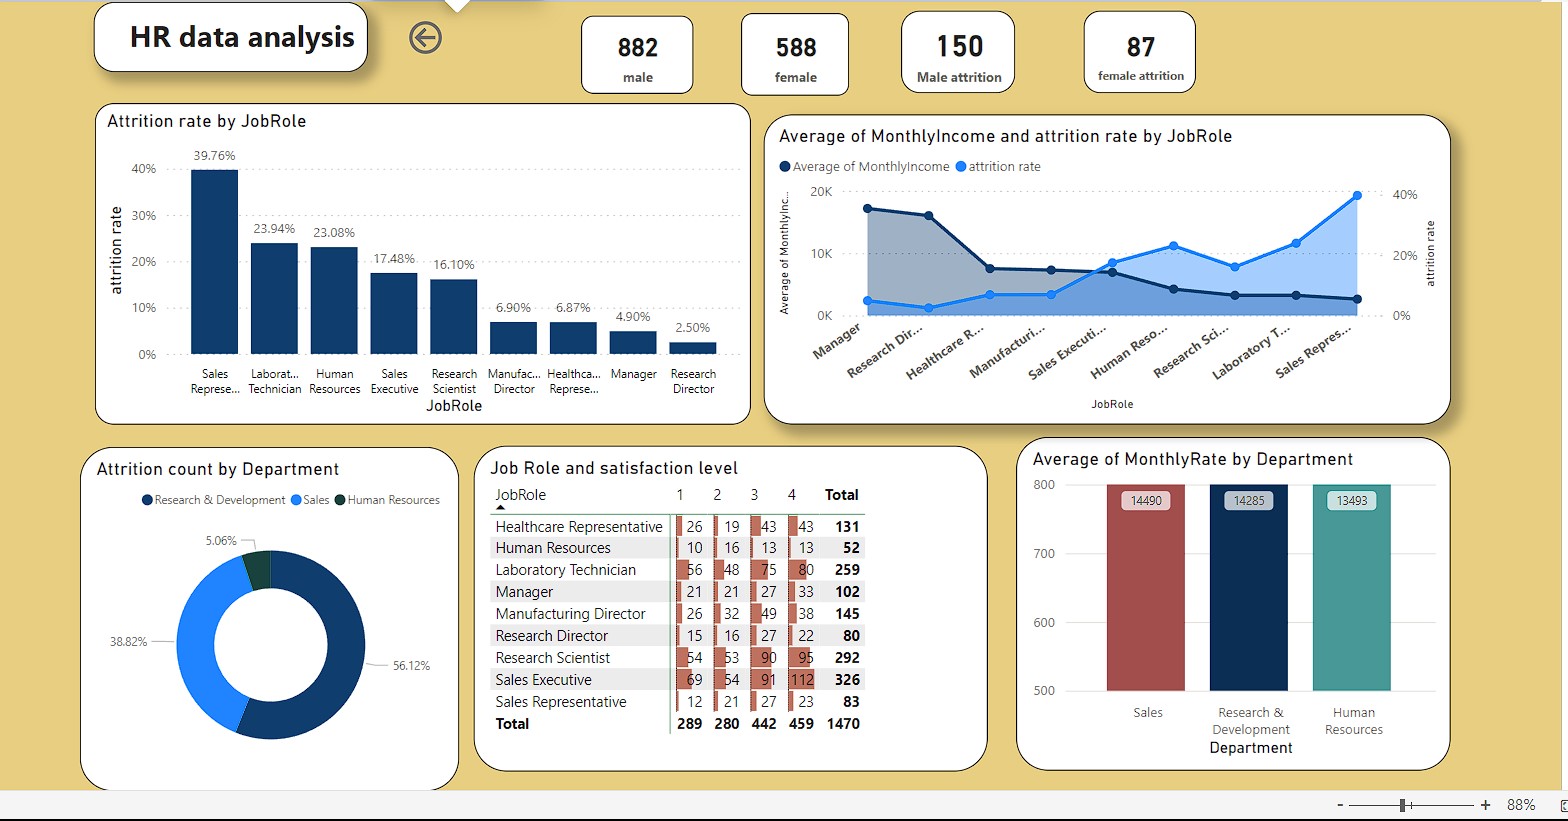 HR data analysis
882
male
588
female
150
Male attrition
87
female attrition
Attrition rate by JobRole
attrition rate
40%
30%
20%
10%
0%
39.76%
23.94%
23.08%
17.48%
16.10%
6.90%
6.87%
4.90%
2.50%
Sales
Represe...
Laborat...
Technician
Human
Resources
Sales
Executive
Research
Scientist
Manufac...
Director
Healthca...
Represe...
Manager
Research
Director
JobRole
Average of MonthlyIncome and attrition rate by JobRole
Average of MonthlyIncome attrition rate
Average of MonthlyInc...
20K
10K
0K
40%
20%
0%
attrition rate
Manager
Research Dir...
Healthcare R...
Manufacturi...
Sales Executi...
Human Reso...
Research Sci...
Laboratory T...
Sales Repres...
JobRole
Attrition count by Department
Research & Development Sales Human Resources
5.06%
38.82%
56.12%
Job Role and satisfaction level
JobRole 1 2 3 4 Total
Healthcare Representative 26 19 43 43 131
Human Resources 10 16 13 13 52
Laboratory Technician 56 48 75 80 259
Manager 21 21 27 33 102
Manufacturing Director 26 32 49 38 145
Research Director 15 16 27 22 80
Research Scientist 54 53 90 95 292
Sales Executive 69 54 91 112 326
Sales Representative 12 21 27 23 83
Total 289 280 442 459 1470
Average of MonthlyRate by Department
800
700
600
500
14490
14285
13493
Sales
Research &
Development
Human
Resources
Department
- + 88%